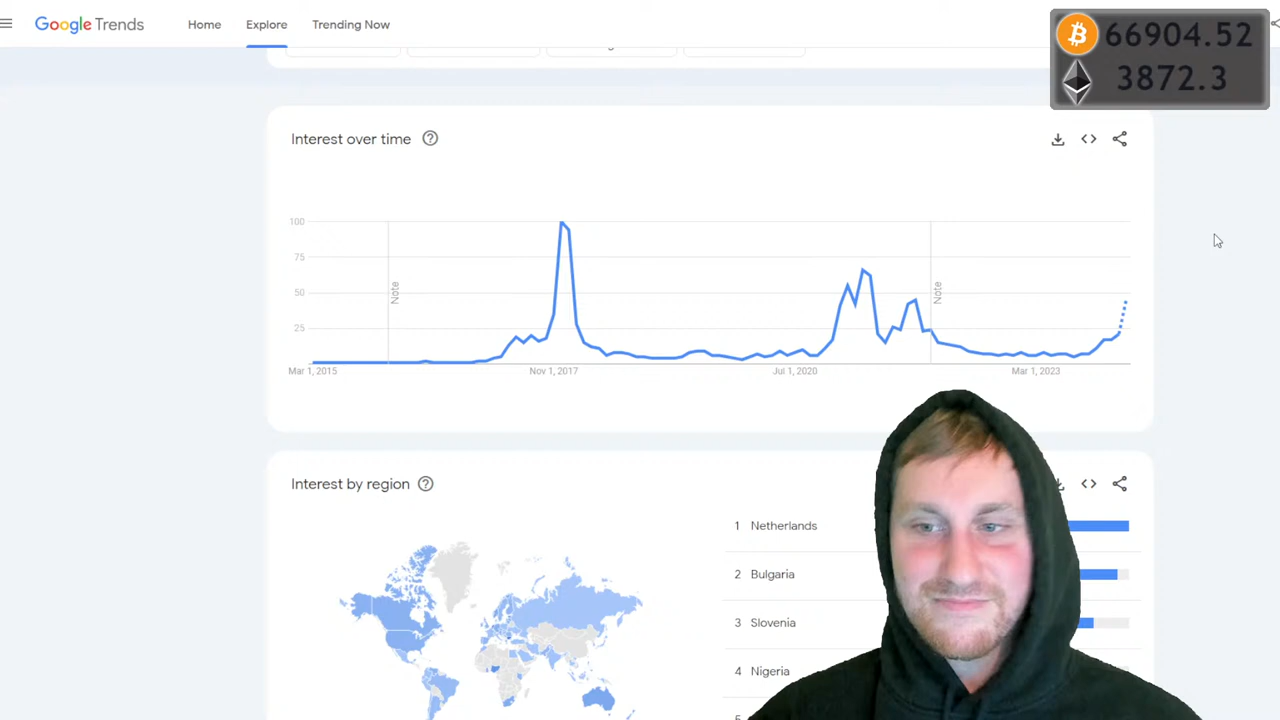 Google Trends
Home
Explore
Trending Now
66904.52
3872.3
Interest over time
100
75
50
25
Note
Note
Mar 1, 2015
Nov 1, 2017
Jul 1, 2020
Mar 1, 2023
Interest by region
1 Netherlands
2 Bulgaria
3 Slovenia
4 Nigeria